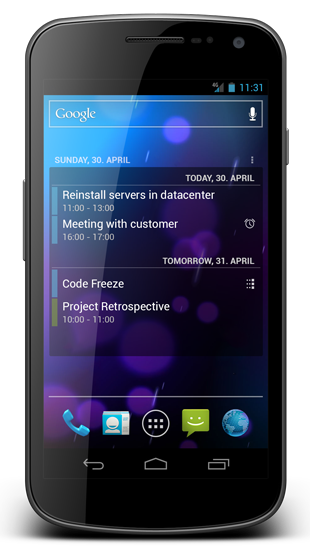 4G 11:31
Google
SUNDAY, 30. APRIL
TODAY, 30. APRIL
Reinstall servers in datacenter
11:00 - 13:00
Meeting with customer
16:00 - 17:00
TOMORROW, 31. APRIL
Code Freeze
Project Retrospective
10:00 - 11:00